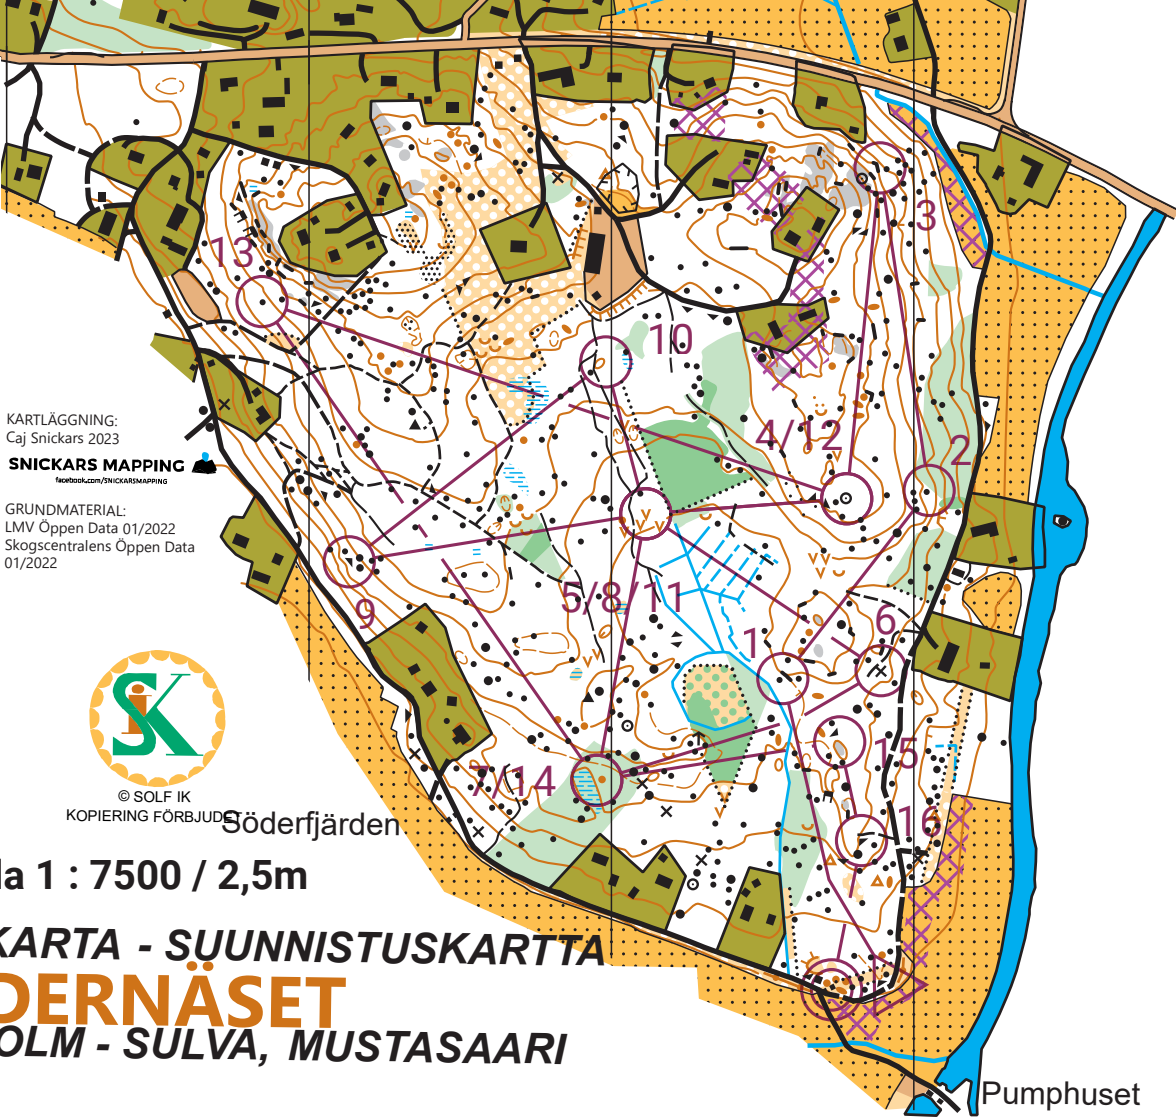 13
3
10
KARTLÄGGNING:
Caj Snickars 2023
4/12
2
SNICKARS MAPPING
facebook.com/SNICKARSMAPPING
GRUNDMATERIAL:
LMV Öppen Data 01/2022
Solfscentralens Öppen Data
01/2022
9
5/8/11
1
6
SiK
15
7/14
© SOLF IK
KOPIERING FÖRBJUDET
Söderfjärden
16
la 1 : 7500 / 2,5m
KARTA - SUUNNISTUSKARTTA
DERNÄSET
OLM - SULVA, MUSTASAARI
Pumphuset